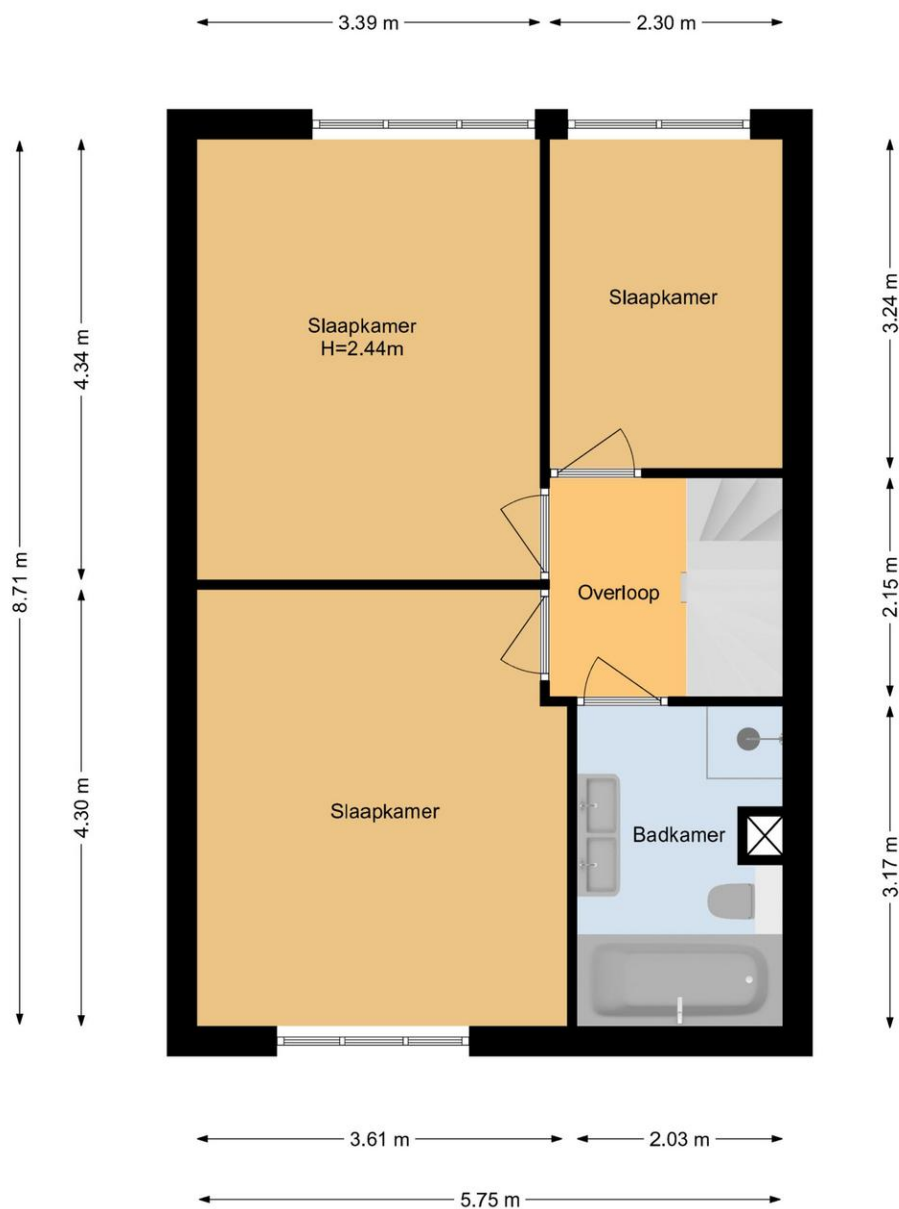 3.39 m
2.30 m
Slaapkamer
Slaapkamer
H=2.44m
3.24 m
4.34 m
8.71 m
Overloop
2.15 m
Slaapkamer
4.30 m
Badkamer
3.17 m
3.61 m
2.03 m
5.75 m